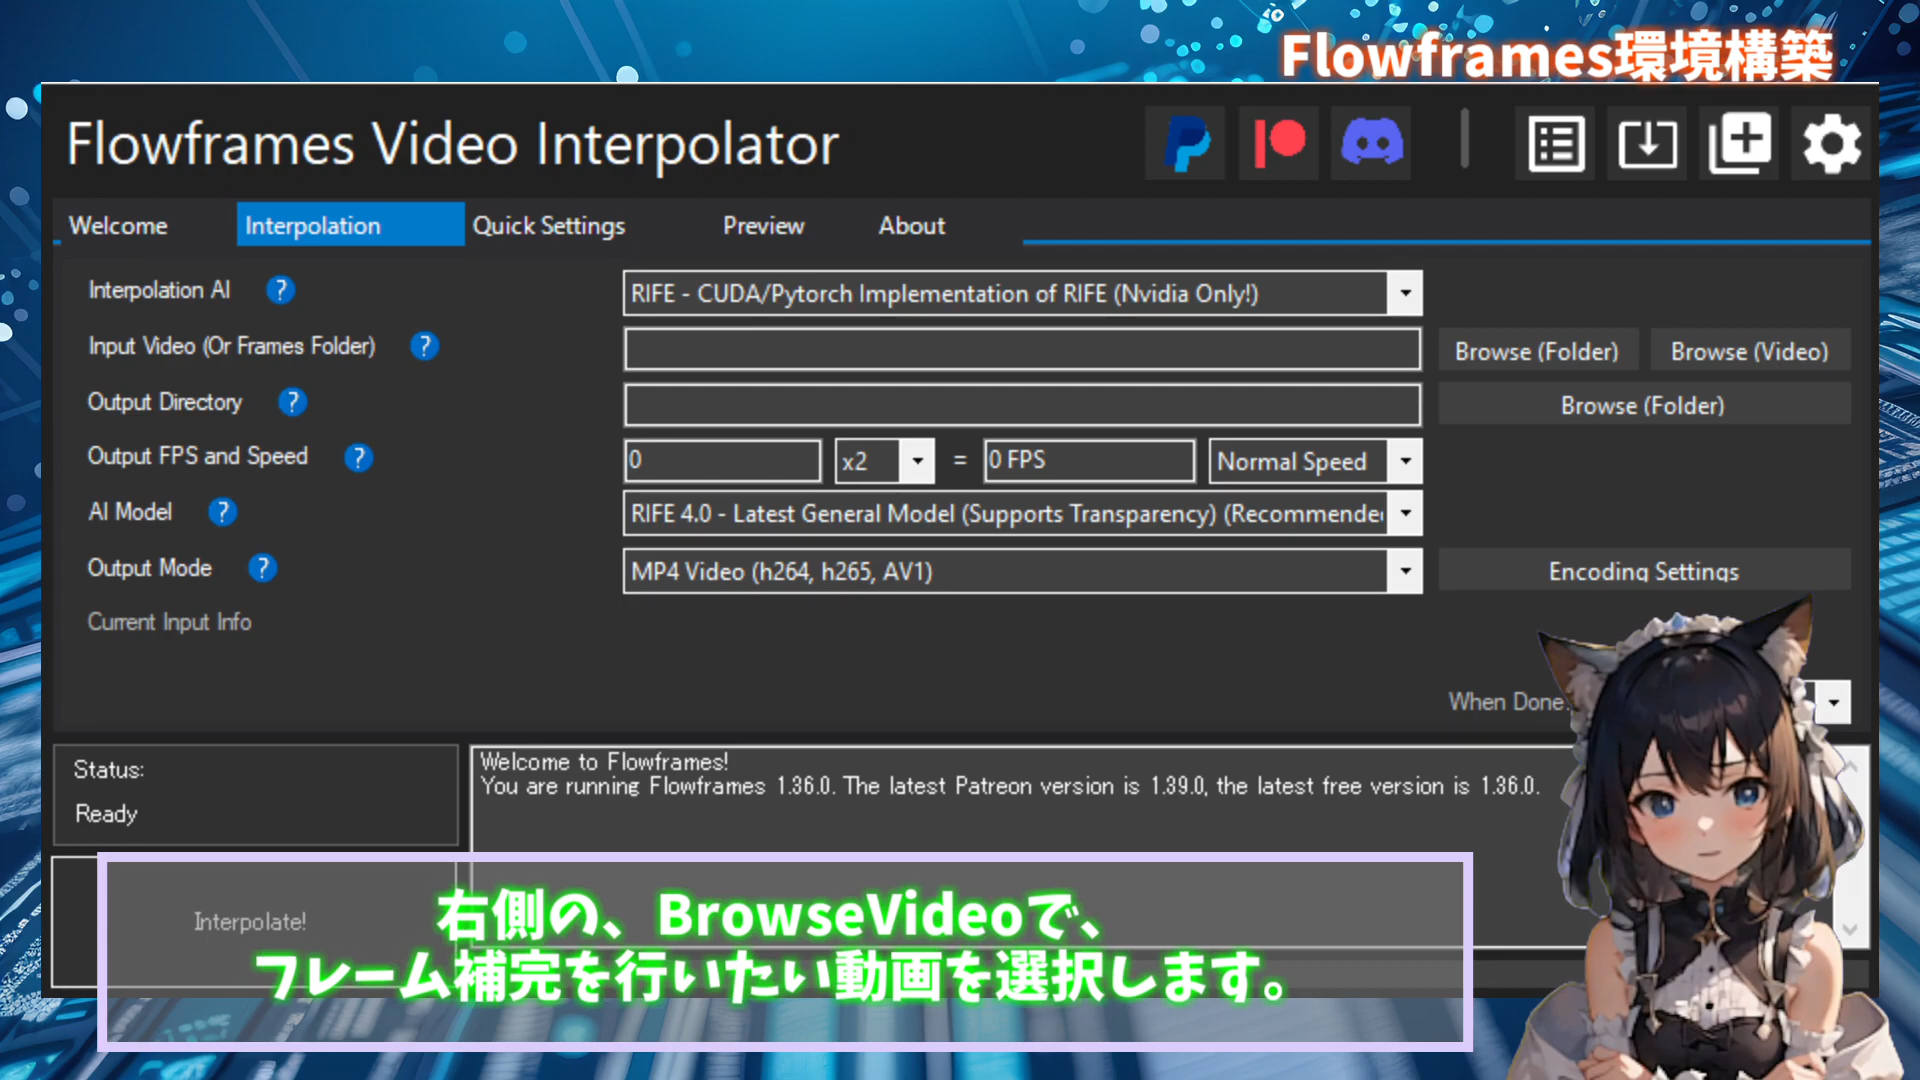 Flowframes環境構築
Flowframes Video Interpolator
Welcome
Interpolation
Quick Settings
Preview
About
Interpolation AI ?
RIFE - CUDA/Pytorch Implementation of RIFE (Nvidia Only!)
Input Video (Or Frames Folder) ?
Browse (Folder)
Browse (Video)
Output Directory ?
Browse (Folder)
Output FPS and Speed ?
0
x2
=
0 FPS
Normal Speed
AI Model ?
RIFE 4.0 - Latest General Model (Supports Transparency) (Recommende
Output Mode ?
MP4 Video (h264, h265, AV1)
Encoding Settings
Current Input Info
When Done:
Status:
Ready
Welcome to Flowframes!
You are running Flowframes 1.36.0. The latest Patreon version is 1.39.0, the latest free version is 1.36.0.
Interpolate!
右側の、BrowseVideoで、
フレーム補完を行いたい動画を選択します。